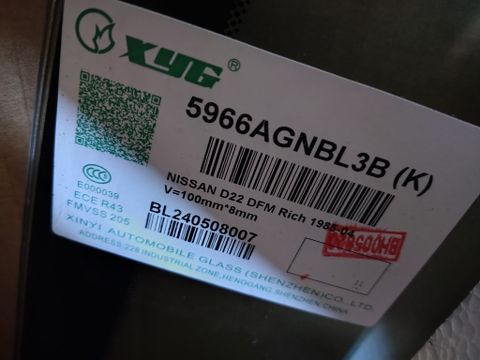 XYG ®
5966AGNBL3B (K)
CCC
E000039
ECE R43
FMVSS 205
NISSAN D22 DFM Rich 1985-04
V=100mm*8mm
BL240508007
XINYI AUTOMOBILE GLASS (SHENZHEN) CO., LTD.
ADDRESS: 228 INDUSTRIAL ZONE, HENGGANG, SHENZHEN, CHINA